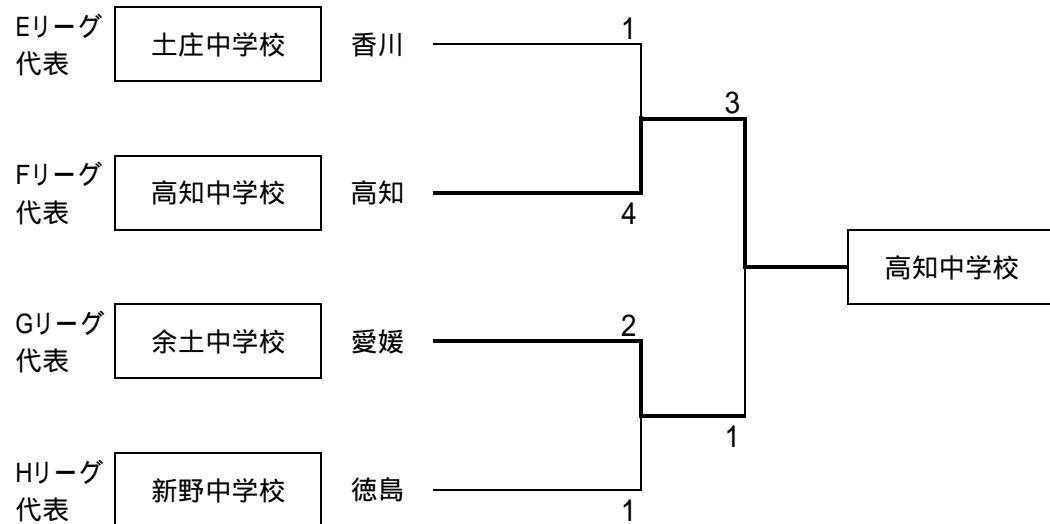 Eリーグ
代表
土庄中学校
香川
1
3
Fリーグ
代表
高知中学校
高知
4
高知中学校
Gリーグ
代表
余土中学校
愛媛
2
1
Hリーグ
代表
新野中学校
徳島
1